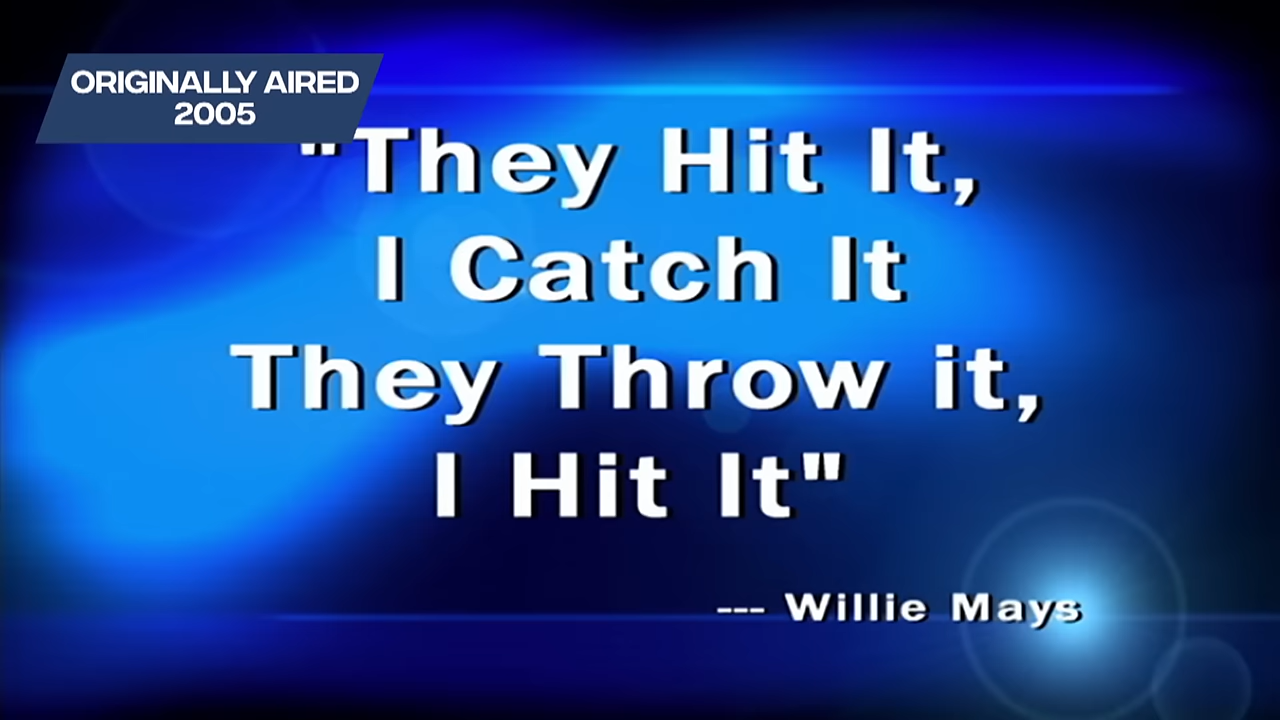 ORIGINALLY AIRED
2005
"They Hit It,
I Catch It
They Throw it,
I Hit It"
--- Willie Mays